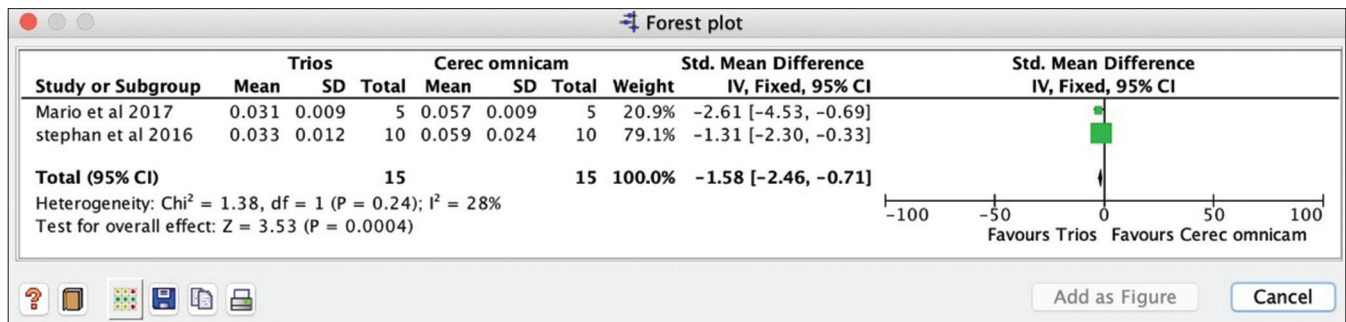 Forest plot
Trios Cerec omnicam Std. Mean Difference Std. Mean Difference
Study or Subgroup Mean SD Total Mean SD Total Weight IV, Fixed, 95% CI IV, Fixed, 95% CI
Mario et al 2017 0.031 0.009 5 0.057 0.009 5 20.9% −2.61 [−4.53, −0.69]
stephan et al 2016 0.033 0.012 10 0.059 0.024 10 79.1% −1.31 [−2.30, −0.33]
Total (95% CI) 15 15 100.0% −1.58 [−2.46, −0.71]
Heterogeneity: Chi² = 1.38, df = 1 (P = 0.24); I² = 28%
Test for overall effect: Z = 3.53 (P = 0.0004)
−100 −50 0 50 100
Favours Trios Favours Cerec omnicam
Add as Figure Cancel